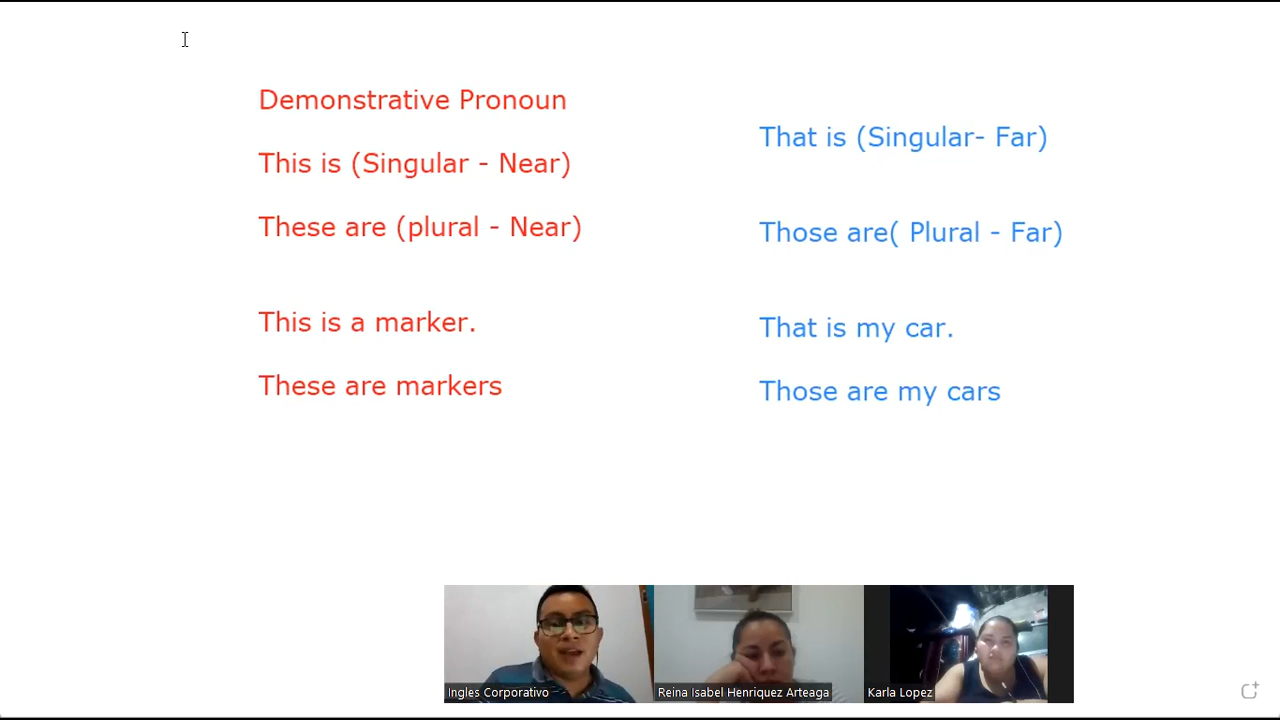 Demonstrative Pronoun
This is (Singular - Near)
These are (plural - Near)
This is a marker.
These are markers
That is (Singular- Far)
Those are( Plural - Far)
That is my car.
Those are my cars
Ingles Corporativo
Reina Isabel Henriquez Arteaga
Karla Lopez